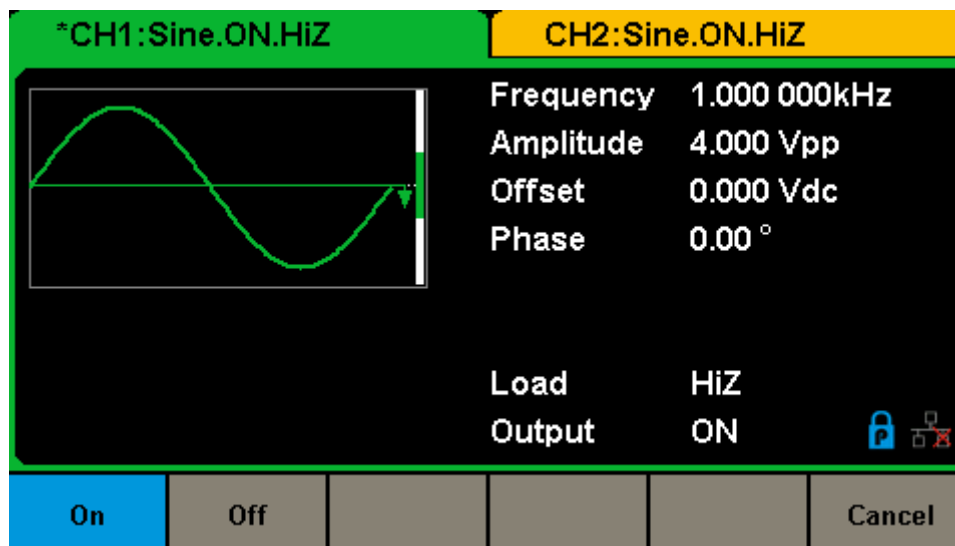 *CH1:Sine.ON.HiZ
CH2:Sine.ON.HiZ
Frequency 1.000 000kHz
Amplitude 4.000 Vpp
Offset 0.000 Vdc
Phase 0.00 °
Load HiZ
Output ON
P
On Off Cancel